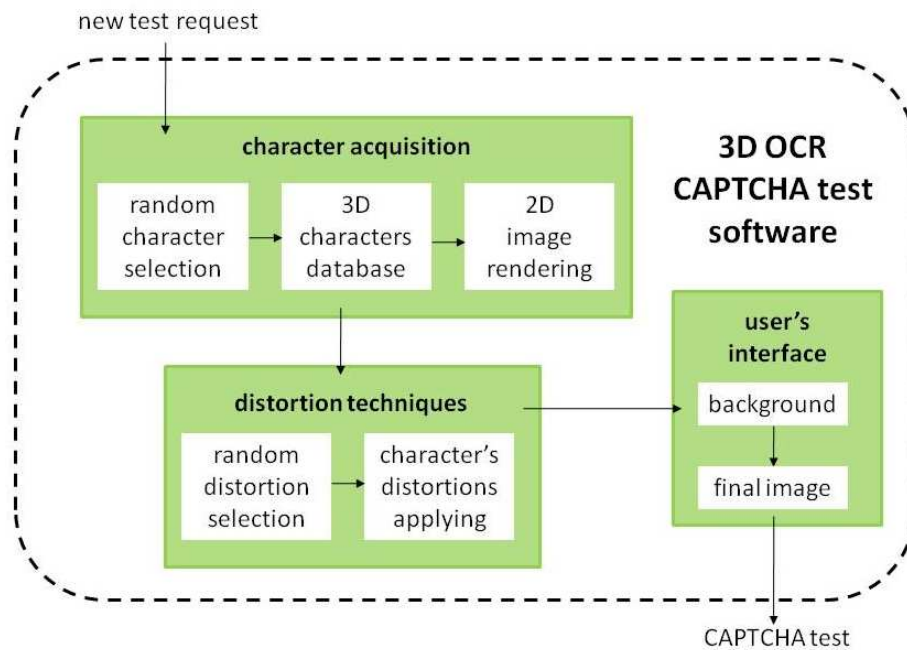 new test request
3D OCR
CAPTCHA test
software
character acquisition
random
character
selection
3D
characters
database
2D
image
rendering
distortion techniques
random
distortion
selection
character's
distortions
applying
user's
interface
background
final image
CAPTCHA test